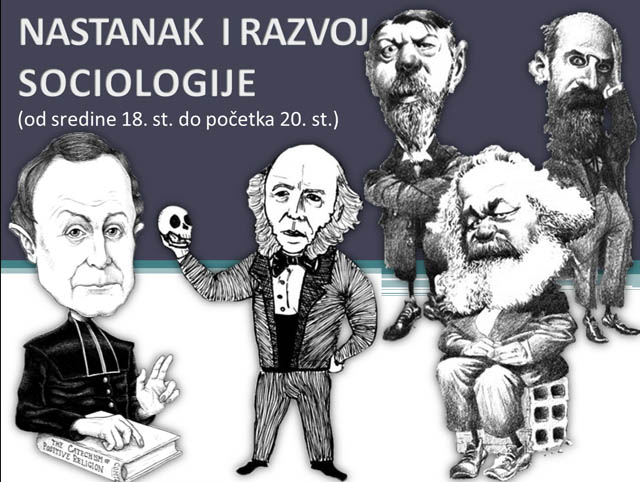 NASTANAK I RAZVOJ
SOCIOLOGIJE
(od sredine 18. st. do početka 20. st.)
THE CATECHISM OF
POSITIVE RELIGION